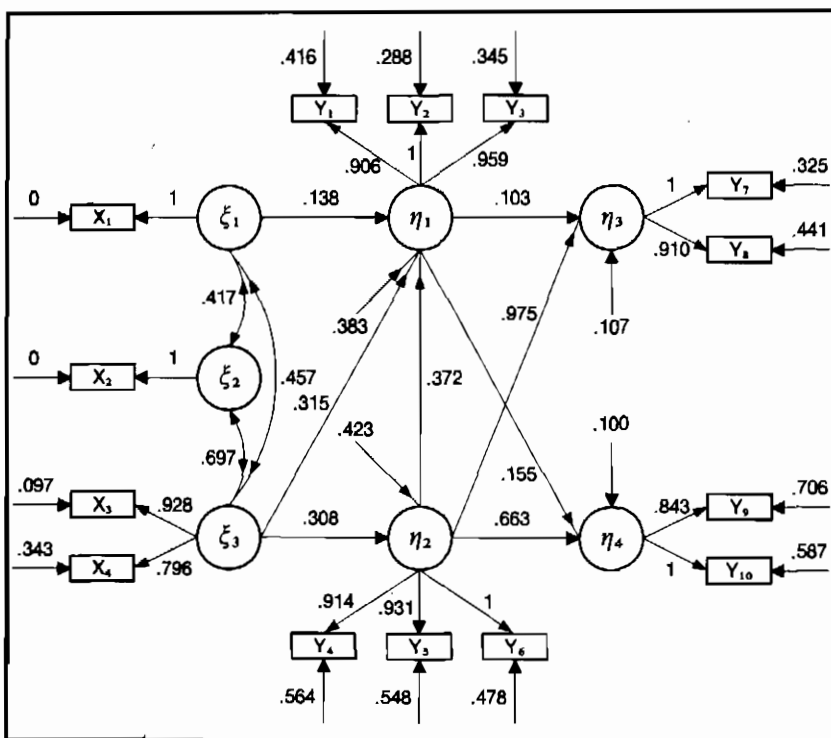 .416 .288 .345
Y₁ Y₂ Y₃
.906 1 .959
.325
1 Y₇
0 1 ξ₁ .138 η₁ .103 η₃
X₁
.441
.910 Y₈
.417 .383 .975 .107
0 1 ξ₂
X₂
.457 .372
.315
.423 .100
.697 .155
.097
X₃ .928
.706
.843 Y₉
ξ₃ .308 η₂ .663 η₄
.343
X₄ .796
.587
1 Y₁₀
.914 .931 1
Y₄ Y₅ Y₆
.564 .548 .478